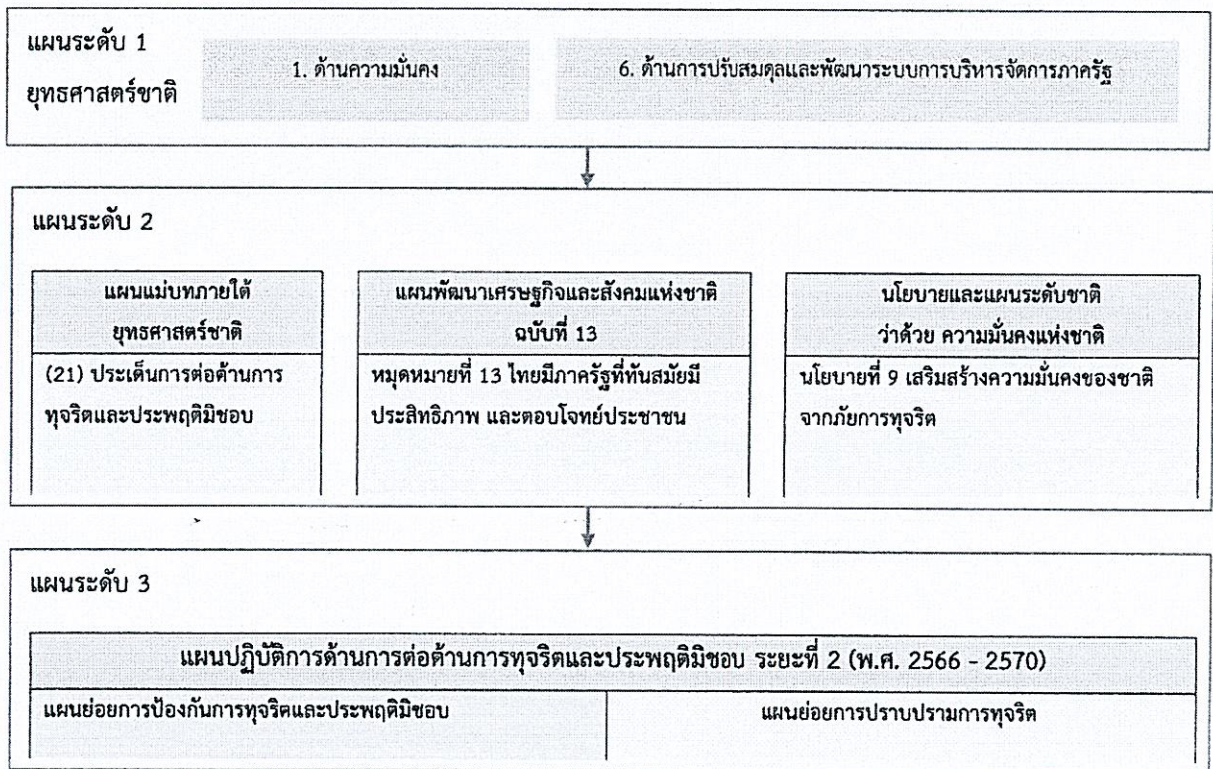 แผนระดับ 1
ยุทธศาสตร์ชาติ
1. ด้านความมั่นคง
6. ด้านการปรับสมดุลและพัฒนาระบบการบริหารจัดการภาครัฐ
แผนระดับ 2
แผนแม่บทภายใต้
ยุทธศาสตร์ชาติ
(21) ประเด็นการต่อต้านการ
ทุจริตและประพฤติมิชอบ
แผนพัฒนาเศรษฐกิจและสังคมแห่งชาติ
ฉบับที่ 13
หมุดหมายที่ 13 ไทยมีภาครัฐที่ทันสมัยมี
ประสิทธิภาพ และตอบโจทย์ประชาชน
นโยบายและแผนระดับชาติ
ว่าด้วย ความมั่นคงแห่งชาติ
นโยบายที่ 9 เสริมสร้างความมั่นคงของชาติ
จากภัยการทุจริต
แผนระดับ 3
แผนปฏิบัติการด้านการต่อต้านการทุจริตและประพฤติมิชอบ ระยะที่ 2 (พ.ศ. 2566 - 2570)
แผนย่อยการป้องกันการทุจริตและประพฤติมิชอบ
แผนย่อยการปราบปรามการทุจริต